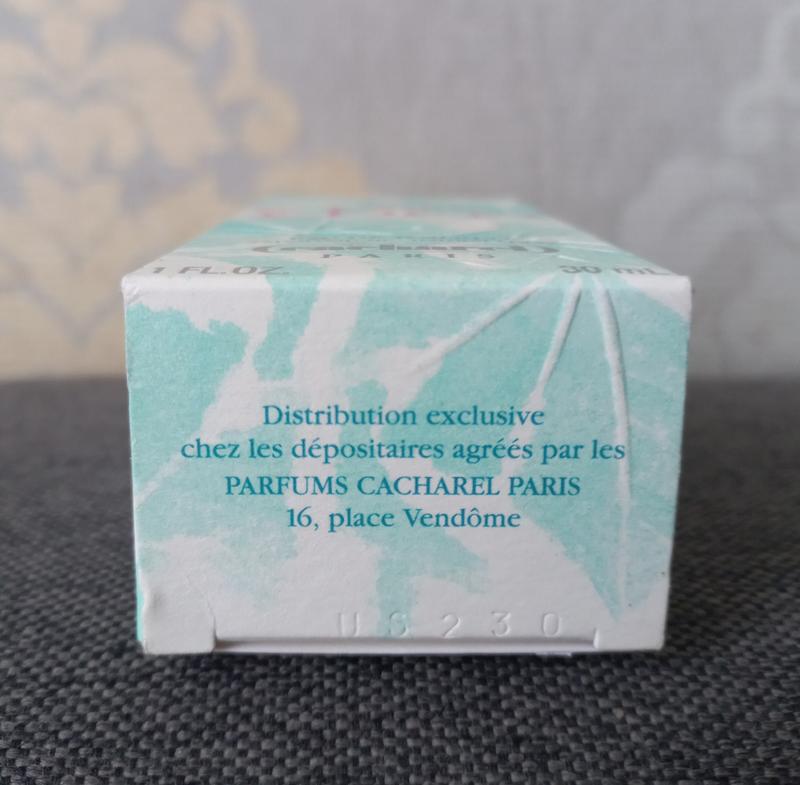 cacharel
PARIS
1 FL.OZ. 30 mL
Distribution exclusive
chez les dépositaires agréés par les
PARFUMS CACHAREL PARIS
16, place Vendôme
US230